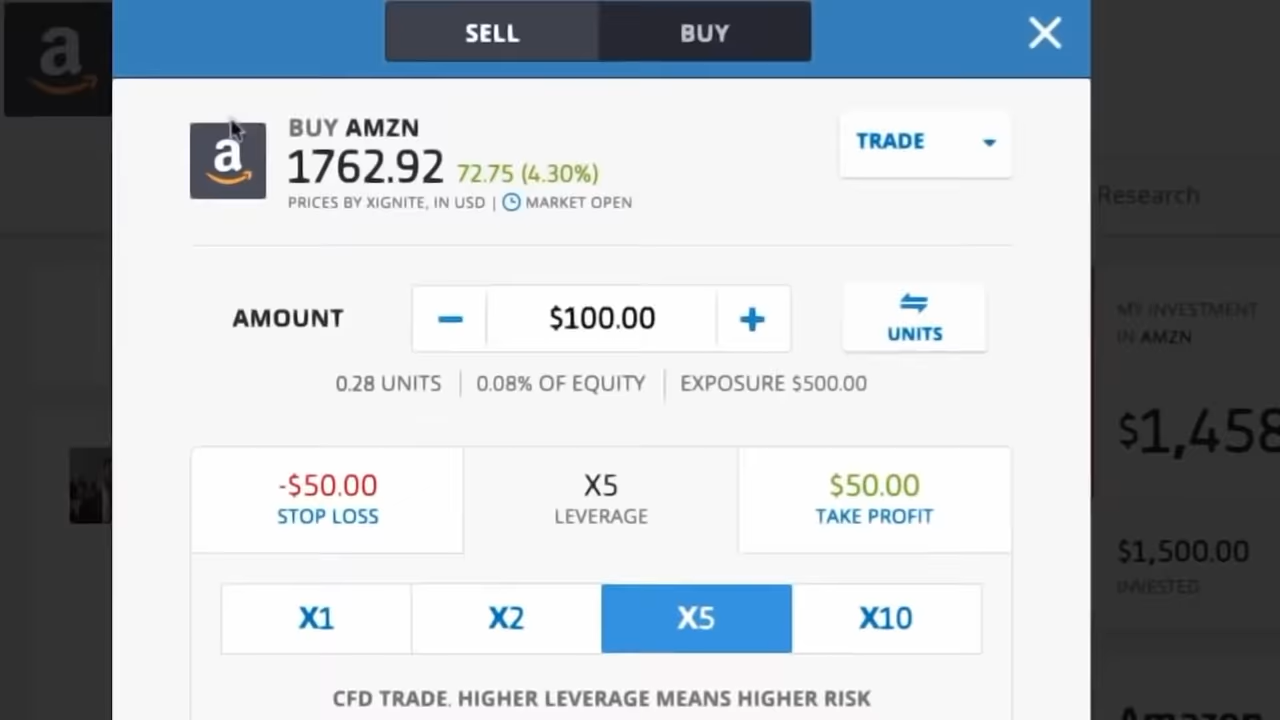 SELL BUY
BUY AMZN
1762.92 72.75 (4.30%)
PRICES BY XIGNITE, IN USD | MARKET OPEN
TRADE
Research
AMOUNT
$100.00
UNITS
0.28 UNITS | 0.08% OF EQUITY | EXPOSURE $500.00
MY INVESTMENT
IN AMZN
$1,458
-$50.00
STOP LOSS
X5
LEVERAGE
$50.00
TAKE PROFIT
$1,500.00
INVESTED
X1 X2 X5 X10
CFD TRADE. HIGHER LEVERAGE MEANS HIGHER RISK
Amazon